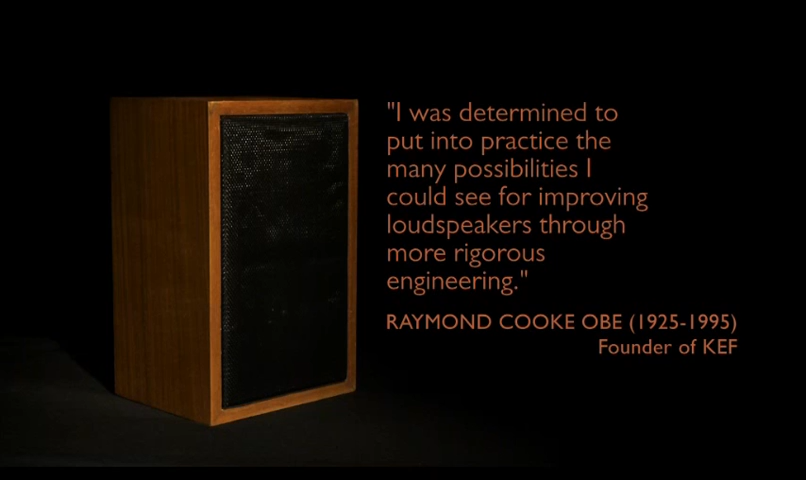 "I was determined to
put into practice the
many possibilities I
could see for improving
loudspeakers through
more rigorous
engineering."
RAYMOND COOKE OBE (1925-1995)
Founder of KEF